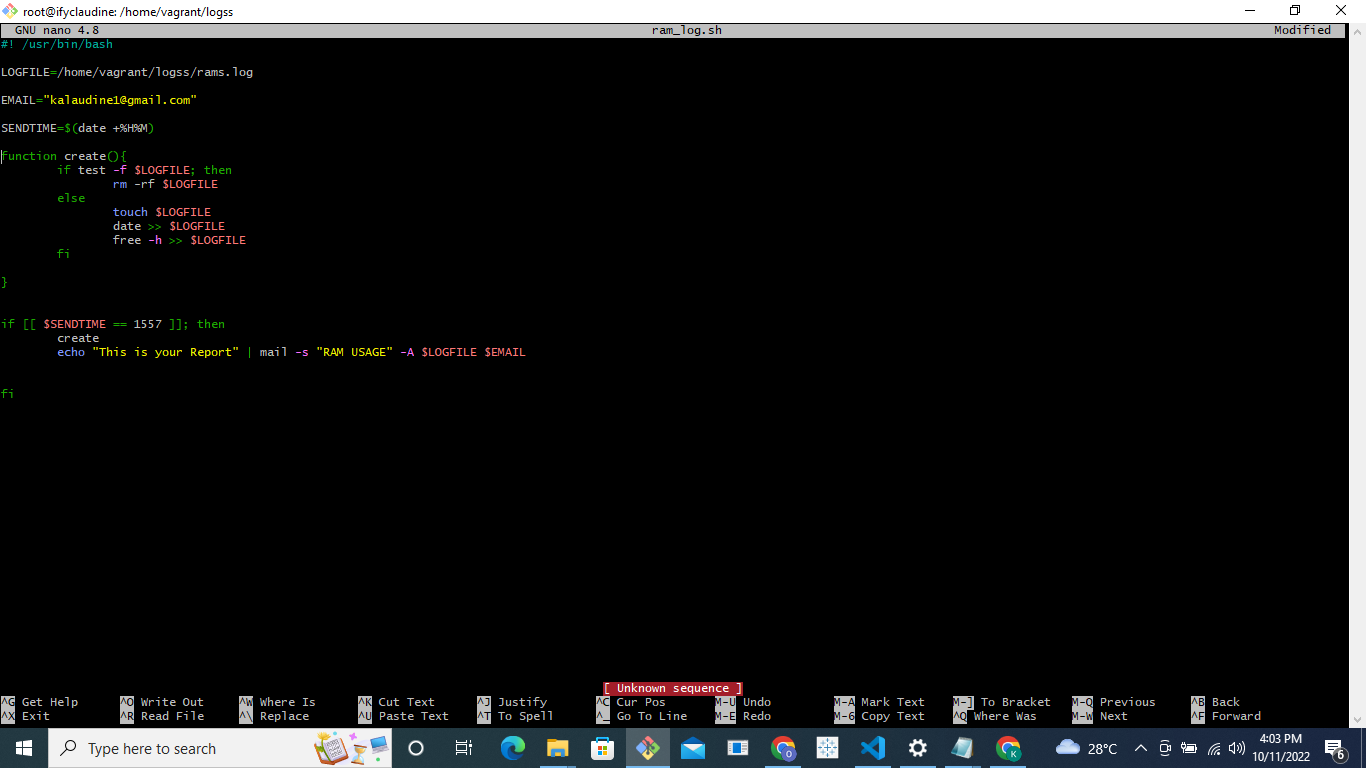 root@ifyclaudine: /home/vagrant/logss
GNU nano 4.8 ram_log.sh Modified
#! /usr/bin/bash
LOGFILE=/home/vagrant/logss/rams.log
EMAIL="kalaudine1@gmail.com"
SENDTIME=$(date +%H%M)
function create(){
        if test -f $LOGFILE; then
                rm -rf $LOGFILE
        else
                touch $LOGFILE
                date >> $LOGFILE
                free -h >> $LOGFILE
        fi
}
if [[ $SENDTIME == 1557 ]]; then
        create
        echo "This is your Report" | mail -s "RAM USAGE" -A $LOGFILE $EMAIL
fi
[ Unknown sequence ]
^G Get Help ^O Write Out ^W Where Is ^K Cut Text ^J Justify ^C Cur Pos M-U Undo M-A Mark Text M-] To Bracket M-Q Previous ^B Back
^X Exit ^R Read File ^\ Replace ^U Paste Text ^T To Spell ^_ Go To Line M-E Redo M-6 Copy Text ^Q Where Was M-W Next ^F Forward
Type here to search 28°C 4:03 PM
10/11/2022 6